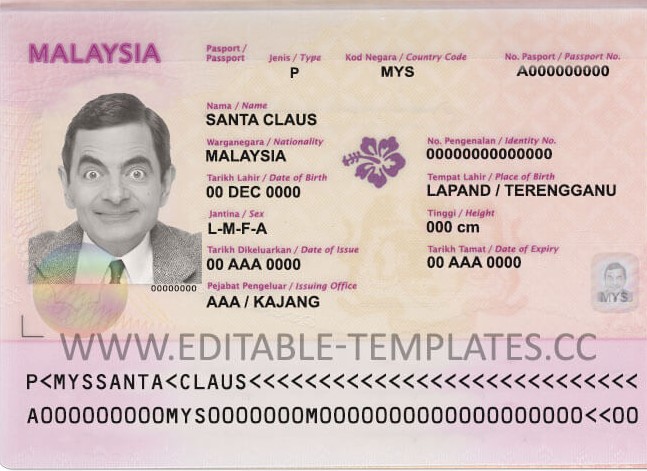 MALAYSIA
Pasport / Passport
Jenis / Type
P
Kod Negara / Country Code
MYS
No. Pasport / Passport No.
A000000000
Nama / Name
SANTA CLAUS
Warganegara / Nationality
MALAYSIA
No. Pengenalan / Identity No.
00000000000000
Tarikh Lahir / Date of Birth
00 DEC 0000
Tempat Lahir / Place of Birth
LAPAND / TERENGGANU
Jantina / Sex
L-M-F-A
Tinggi / Height
000 cm
Tarikh Dikeluarkan / Date of Issue
00 AAA 0000
Tarikh Tamat / Date of Expiry
00 AAA 0000
Pejabat Pengeluar / Issuing Office
AAA / KAJANG
00000000
MYS
WWW.EDITABLE-TEMPLATES.CC
P<MYSSANTA<CLAUS<<<<<<<<<<<<<<<<<<<<<<<<<<<<
A000000000MYS0000000M0000000000000000000<<00